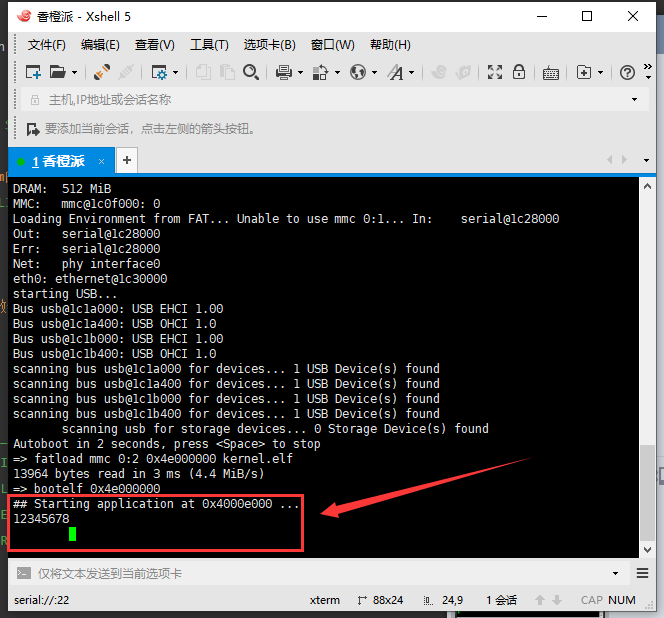 香橙派 - Xshell 5
文件(F) 编辑(E) 查看(V) 工具(T) 选项卡(B) 窗口(W) 帮助(H)
主机,IP地址或会话名称
要添加当前会话，点击左侧的箭头按钮。
1 香橙派
DRAM:  512 MiB
MMC:   mmc@1c0f000: 0
Loading Environment from FAT... Unable to use mmc 0:1... In:    serial@1c28000
Out:   serial@1c28000
Err:   serial@1c28000
Net:   phy interface0
eth0: ethernet@1c30000
starting USB...
Bus usb@1c1a000: USB EHCI 1.00
Bus usb@1c1a400: USB OHCI 1.0
Bus usb@1c1b000: USB EHCI 1.00
Bus usb@1c1b400: USB OHCI 1.0
scanning bus usb@1c1a000 for devices... 1 USB Device(s) found
scanning bus usb@1c1a400 for devices... 1 USB Device(s) found
scanning bus usb@1c1b000 for devices... 1 USB Device(s) found
scanning bus usb@1c1b400 for devices... 1 USB Device(s) found
       scanning usb for storage devices... 0 Storage Device(s) found
Autoboot in 2 seconds, press <Space> to stop
=> fatload mmc 0:2 0x4e000000 kernel.elf
13964 bytes read in 3 ms (4.4 MiB/s)
=> bootelf 0x4e000000
## Starting application at 0x4000e000 ...
12345678
仅将文本发送到当前选项卡
serial://:22 xterm 88x24 24,9 1 会话 CAP NUM